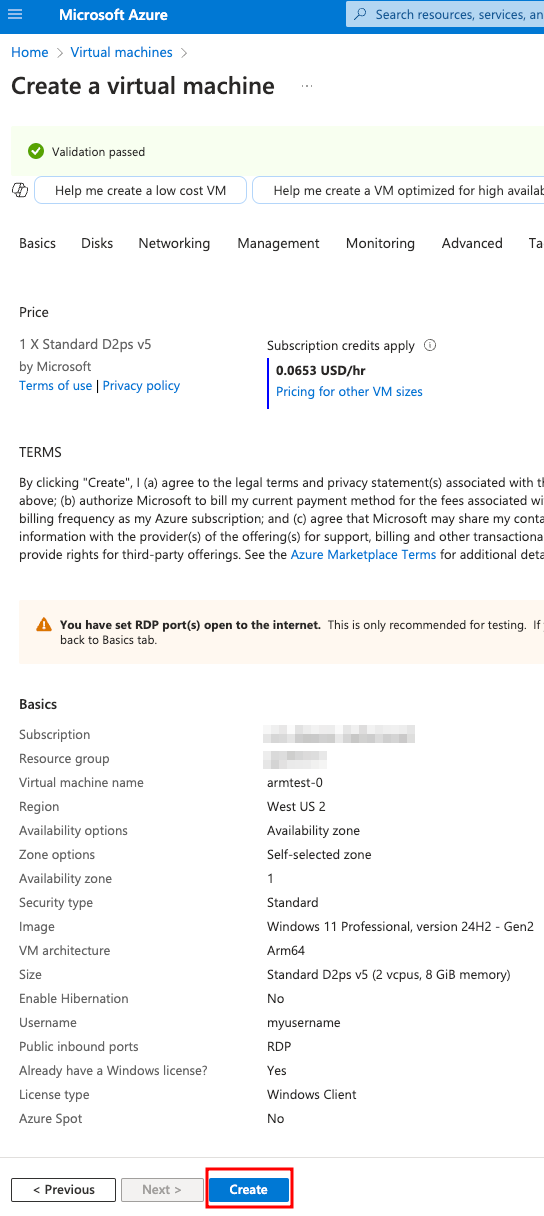 Microsoft Azure
Search resources, services, an
Home > Virtual machines >
Create a virtual machine ...
Validation passed
Help me create a low cost VM
Help me create a VM optimized for high availab
Basics Disks Networking Management Monitoring Advanced Ta
Price
1 X Standard D2ps v5
by Microsoft
Terms of use | Privacy policy
Subscription credits apply
0.0653 USD/hr
Pricing for other VM sizes
TERMS
By clicking "Create", I (a) agree to the legal terms and privacy statement(s) associated with t
above; (b) authorize Microsoft to bill my current payment method for the fees associated wi
billing frequency as my Azure subscription; and (c) agree that Microsoft may share my conta
information with the provider(s) of the offering(s) for support, billing and other transactiona
provide rights for third-party offerings. See the Azure Marketplace Terms for additional deta
You have set RDP port(s) open to the internet. This is only recommended for testing. If y
back to Basics tab.
Basics
Subscription
Resource group
Virtual machine name armtest-0
Region West US 2
Availability options Availability zone
Zone options Self-selected zone
Availability zone 1
Security type Standard
Image Windows 11 Professional, version 24H2 - Gen2
VM architecture Arm64
Size Standard D2ps v5 (2 vcpus, 8 GiB memory)
Enable Hibernation No
Username myusername
Public inbound ports RDP
Already have a Windows license? Yes
License type Windows Client
Azure Spot No
< Previous Next > Create